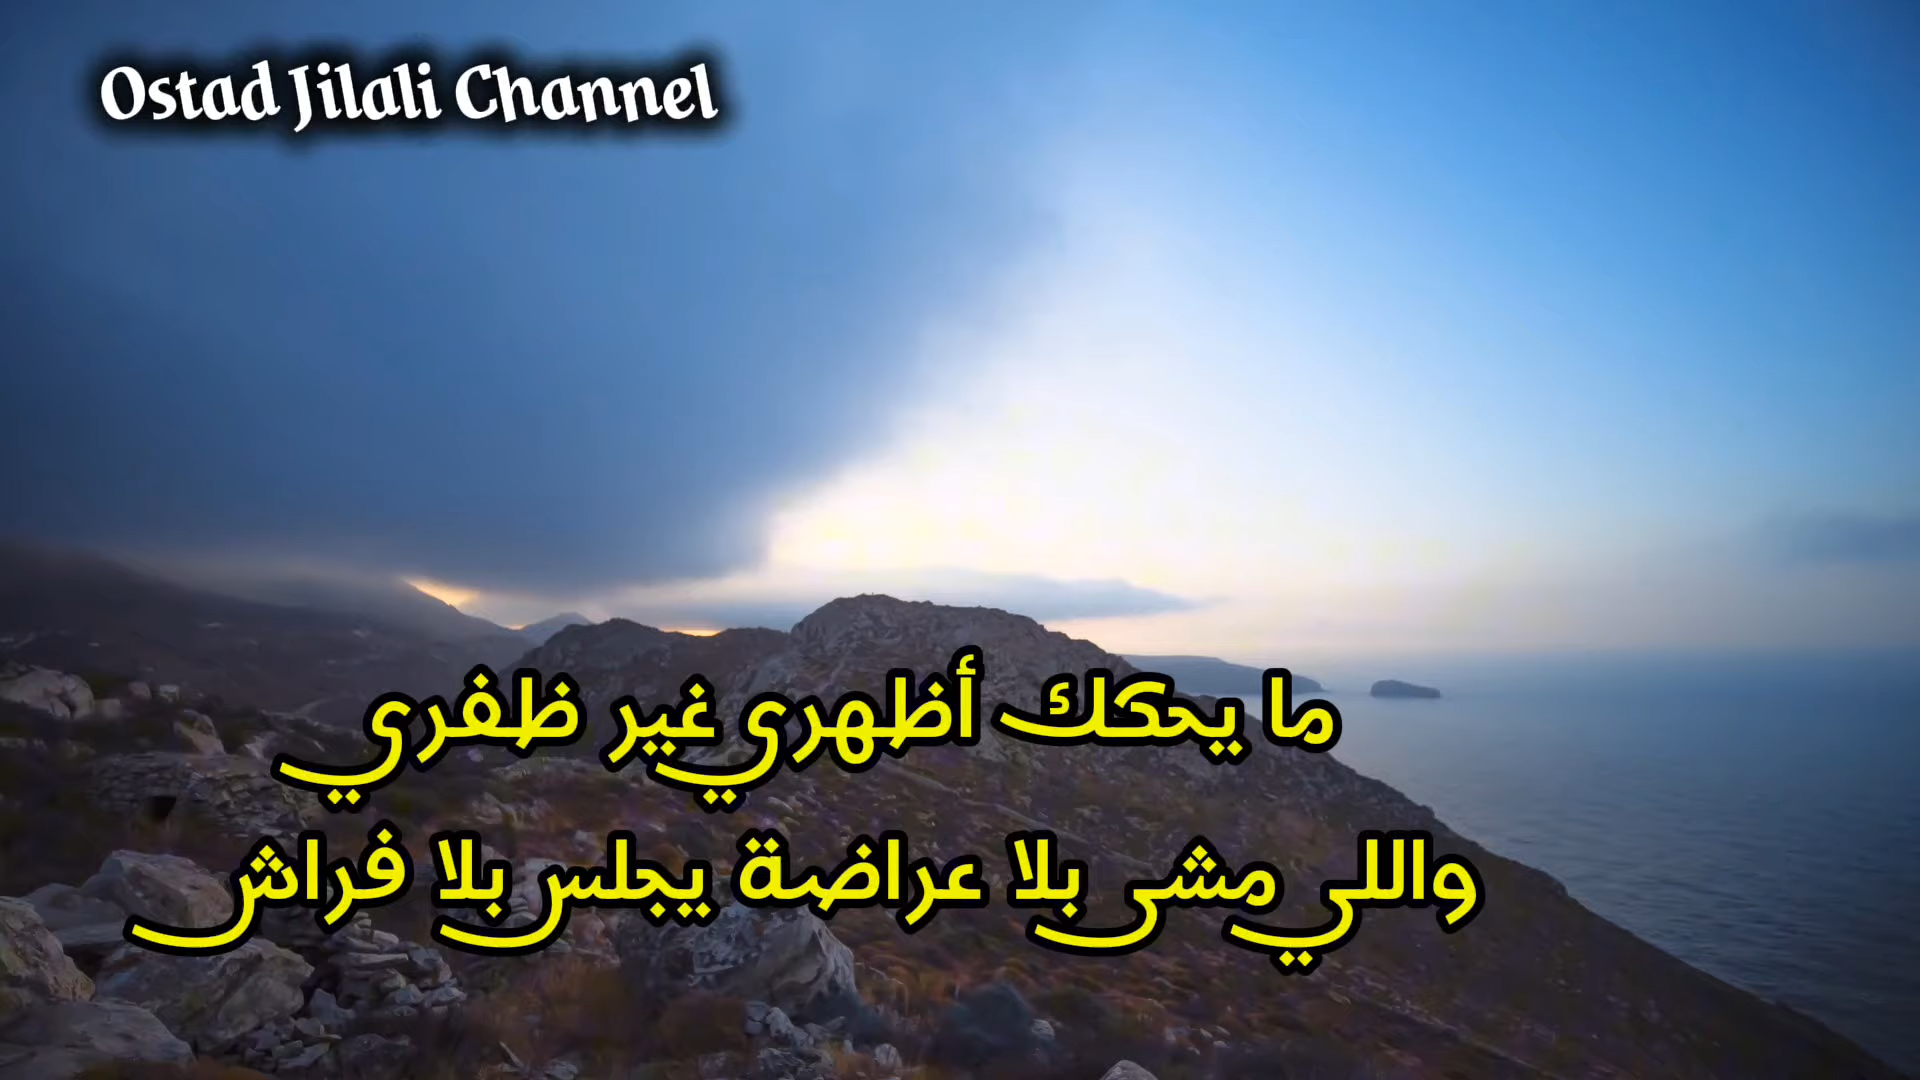 Ostad Jilali Channel
ما يحكك أظهري غير ظفري
واللي مشى بلا عراضة يجلس بلا فراش